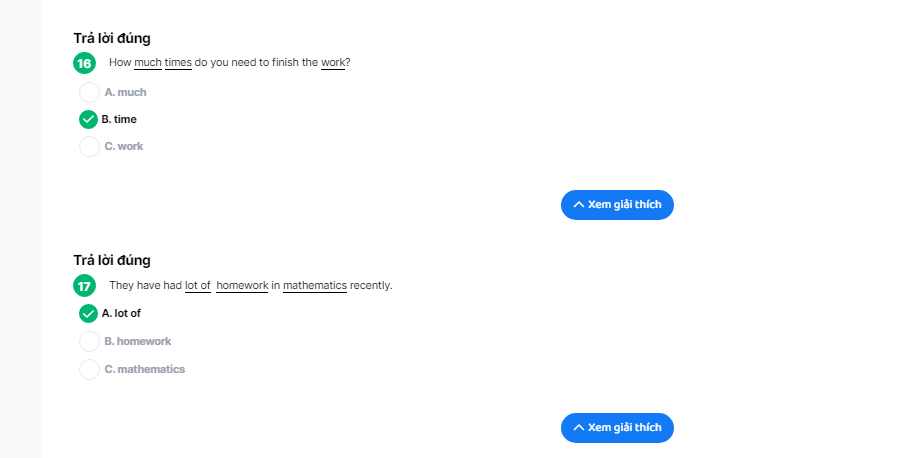 Trả lời đúng
16 How much times do you need to finish the work?
A. much
B. time
C. work
Xem giải thích
Trả lời đúng
17 They have had lot of homework in mathematics recently.
A. lot of
B. homework
C. mathematics
Xem giải thích